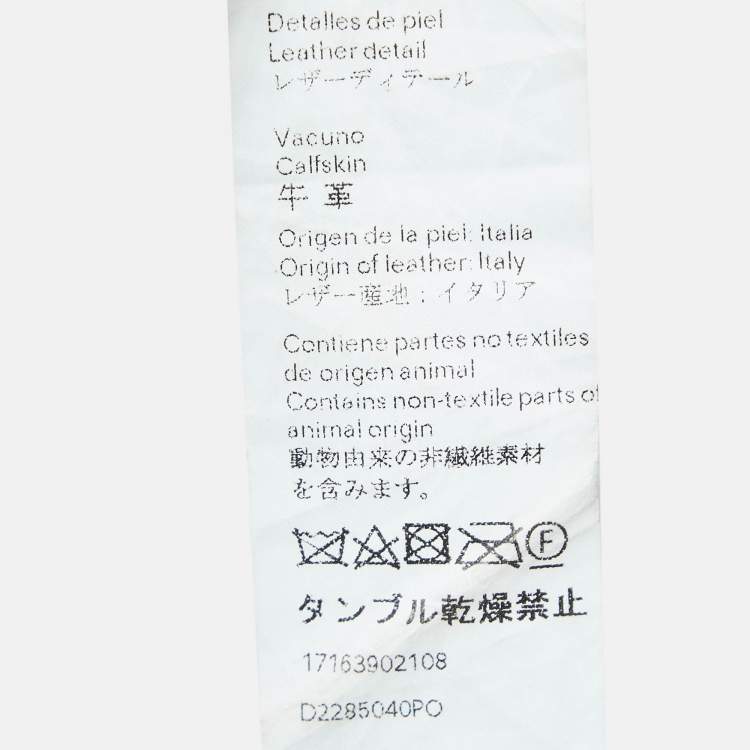 Detalles de piel
Leather detail
レザーディテール
Vacuno
Calfskin
牛 革
Origen de la piel: Italia
Origin of leather: Italy
レザー産地：イタリア
Contiene partes no textiles
de origen animal
Contains non-textile parts of
animal origin
動物由来の非繊維素材
を含みます。
F
タンブル乾燥禁止
17163902108
D2285040PO